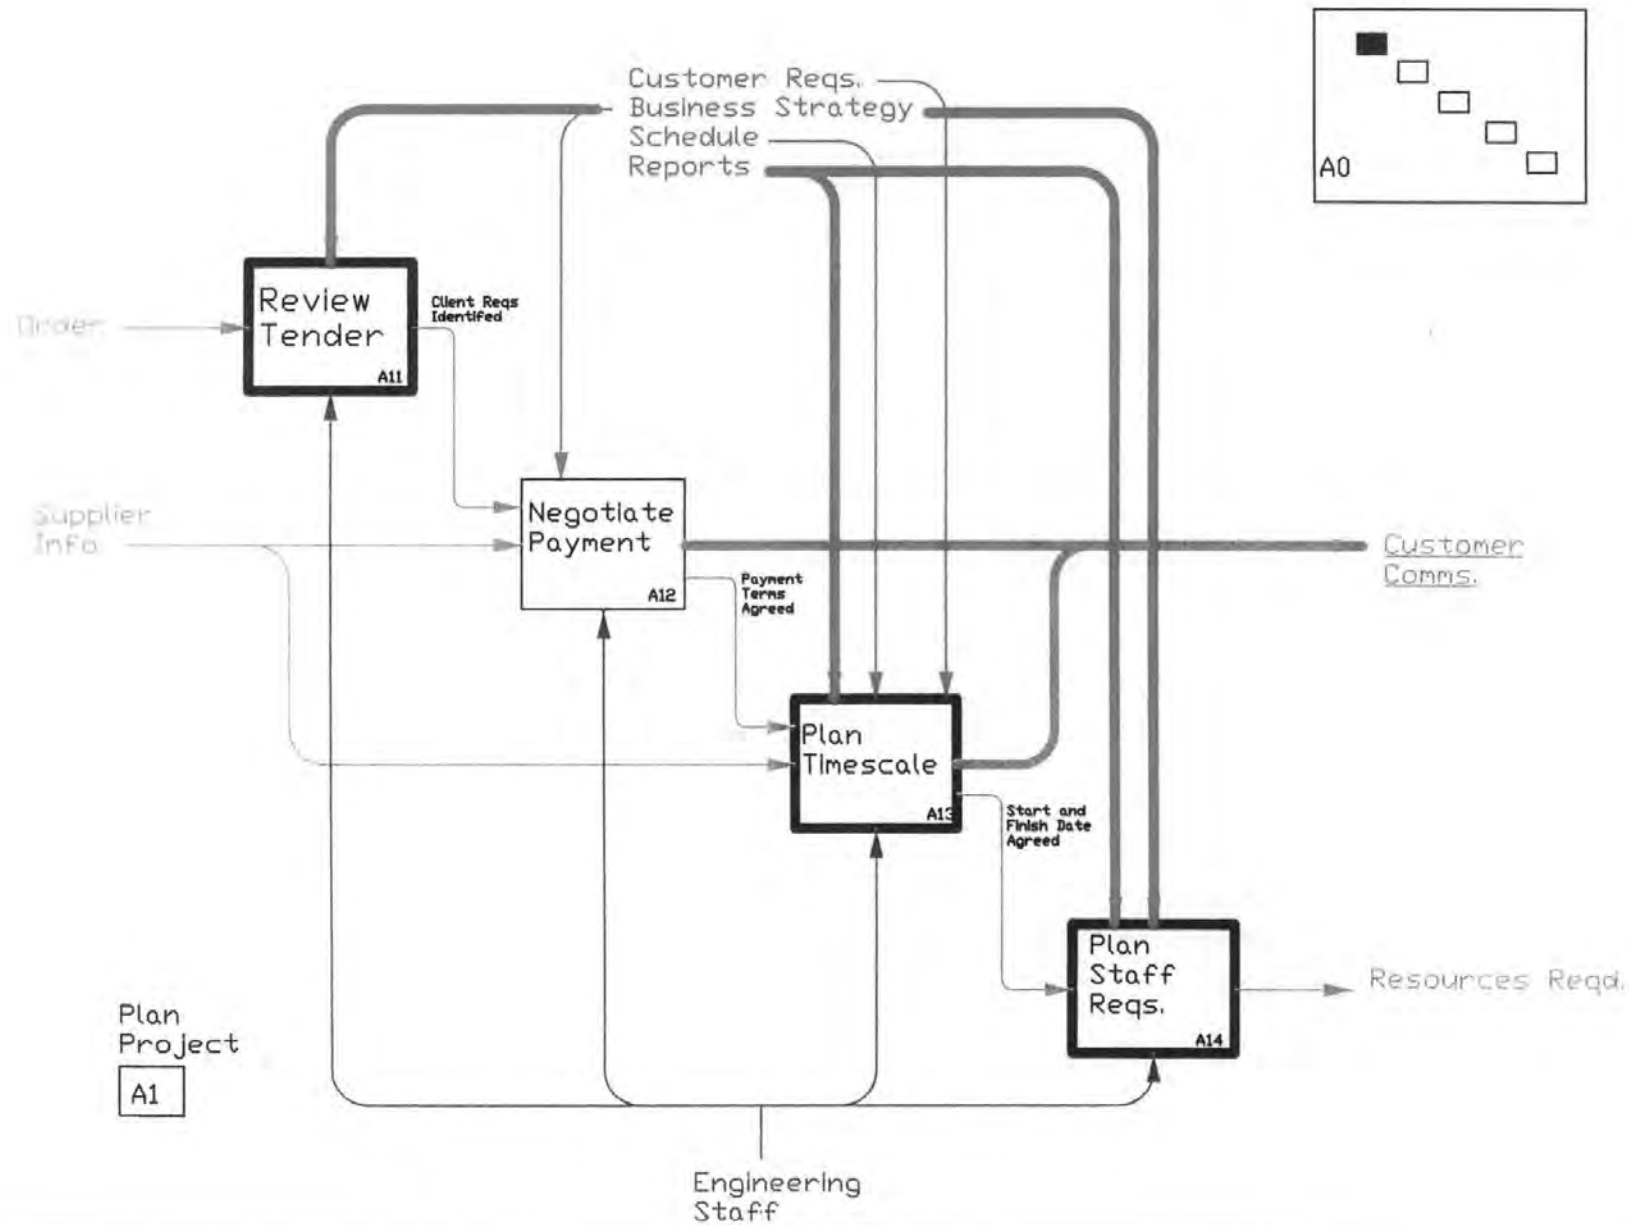 Customer Reqs.
Business Strategy
Schedule
Reports
A0
Review
Tender
A11
Client Reqs
Identifed
Order
Supplier
Info
Negotiate
Payment
A12
Payment
Terms
Agreed
Customer
Comms.
Plan
Timescale
A13
Start and
Finish Date
Agreed
Plan
Staff
Reqs.
A14
Resources Reqd.
Plan
Project
A1
Engineering
Staff